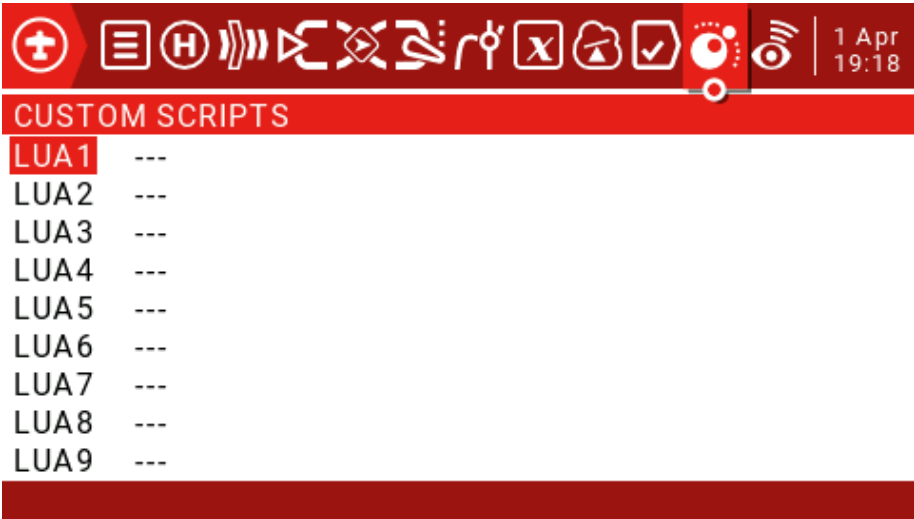 H x 1 Apr
19:18
CUSTOM SCRIPTS
LUA1 ---
LUA2 ---
LUA3 ---
LUA4 ---
LUA5 ---
LUA6 ---
LUA7 ---
LUA8 ---
LUA9 ---